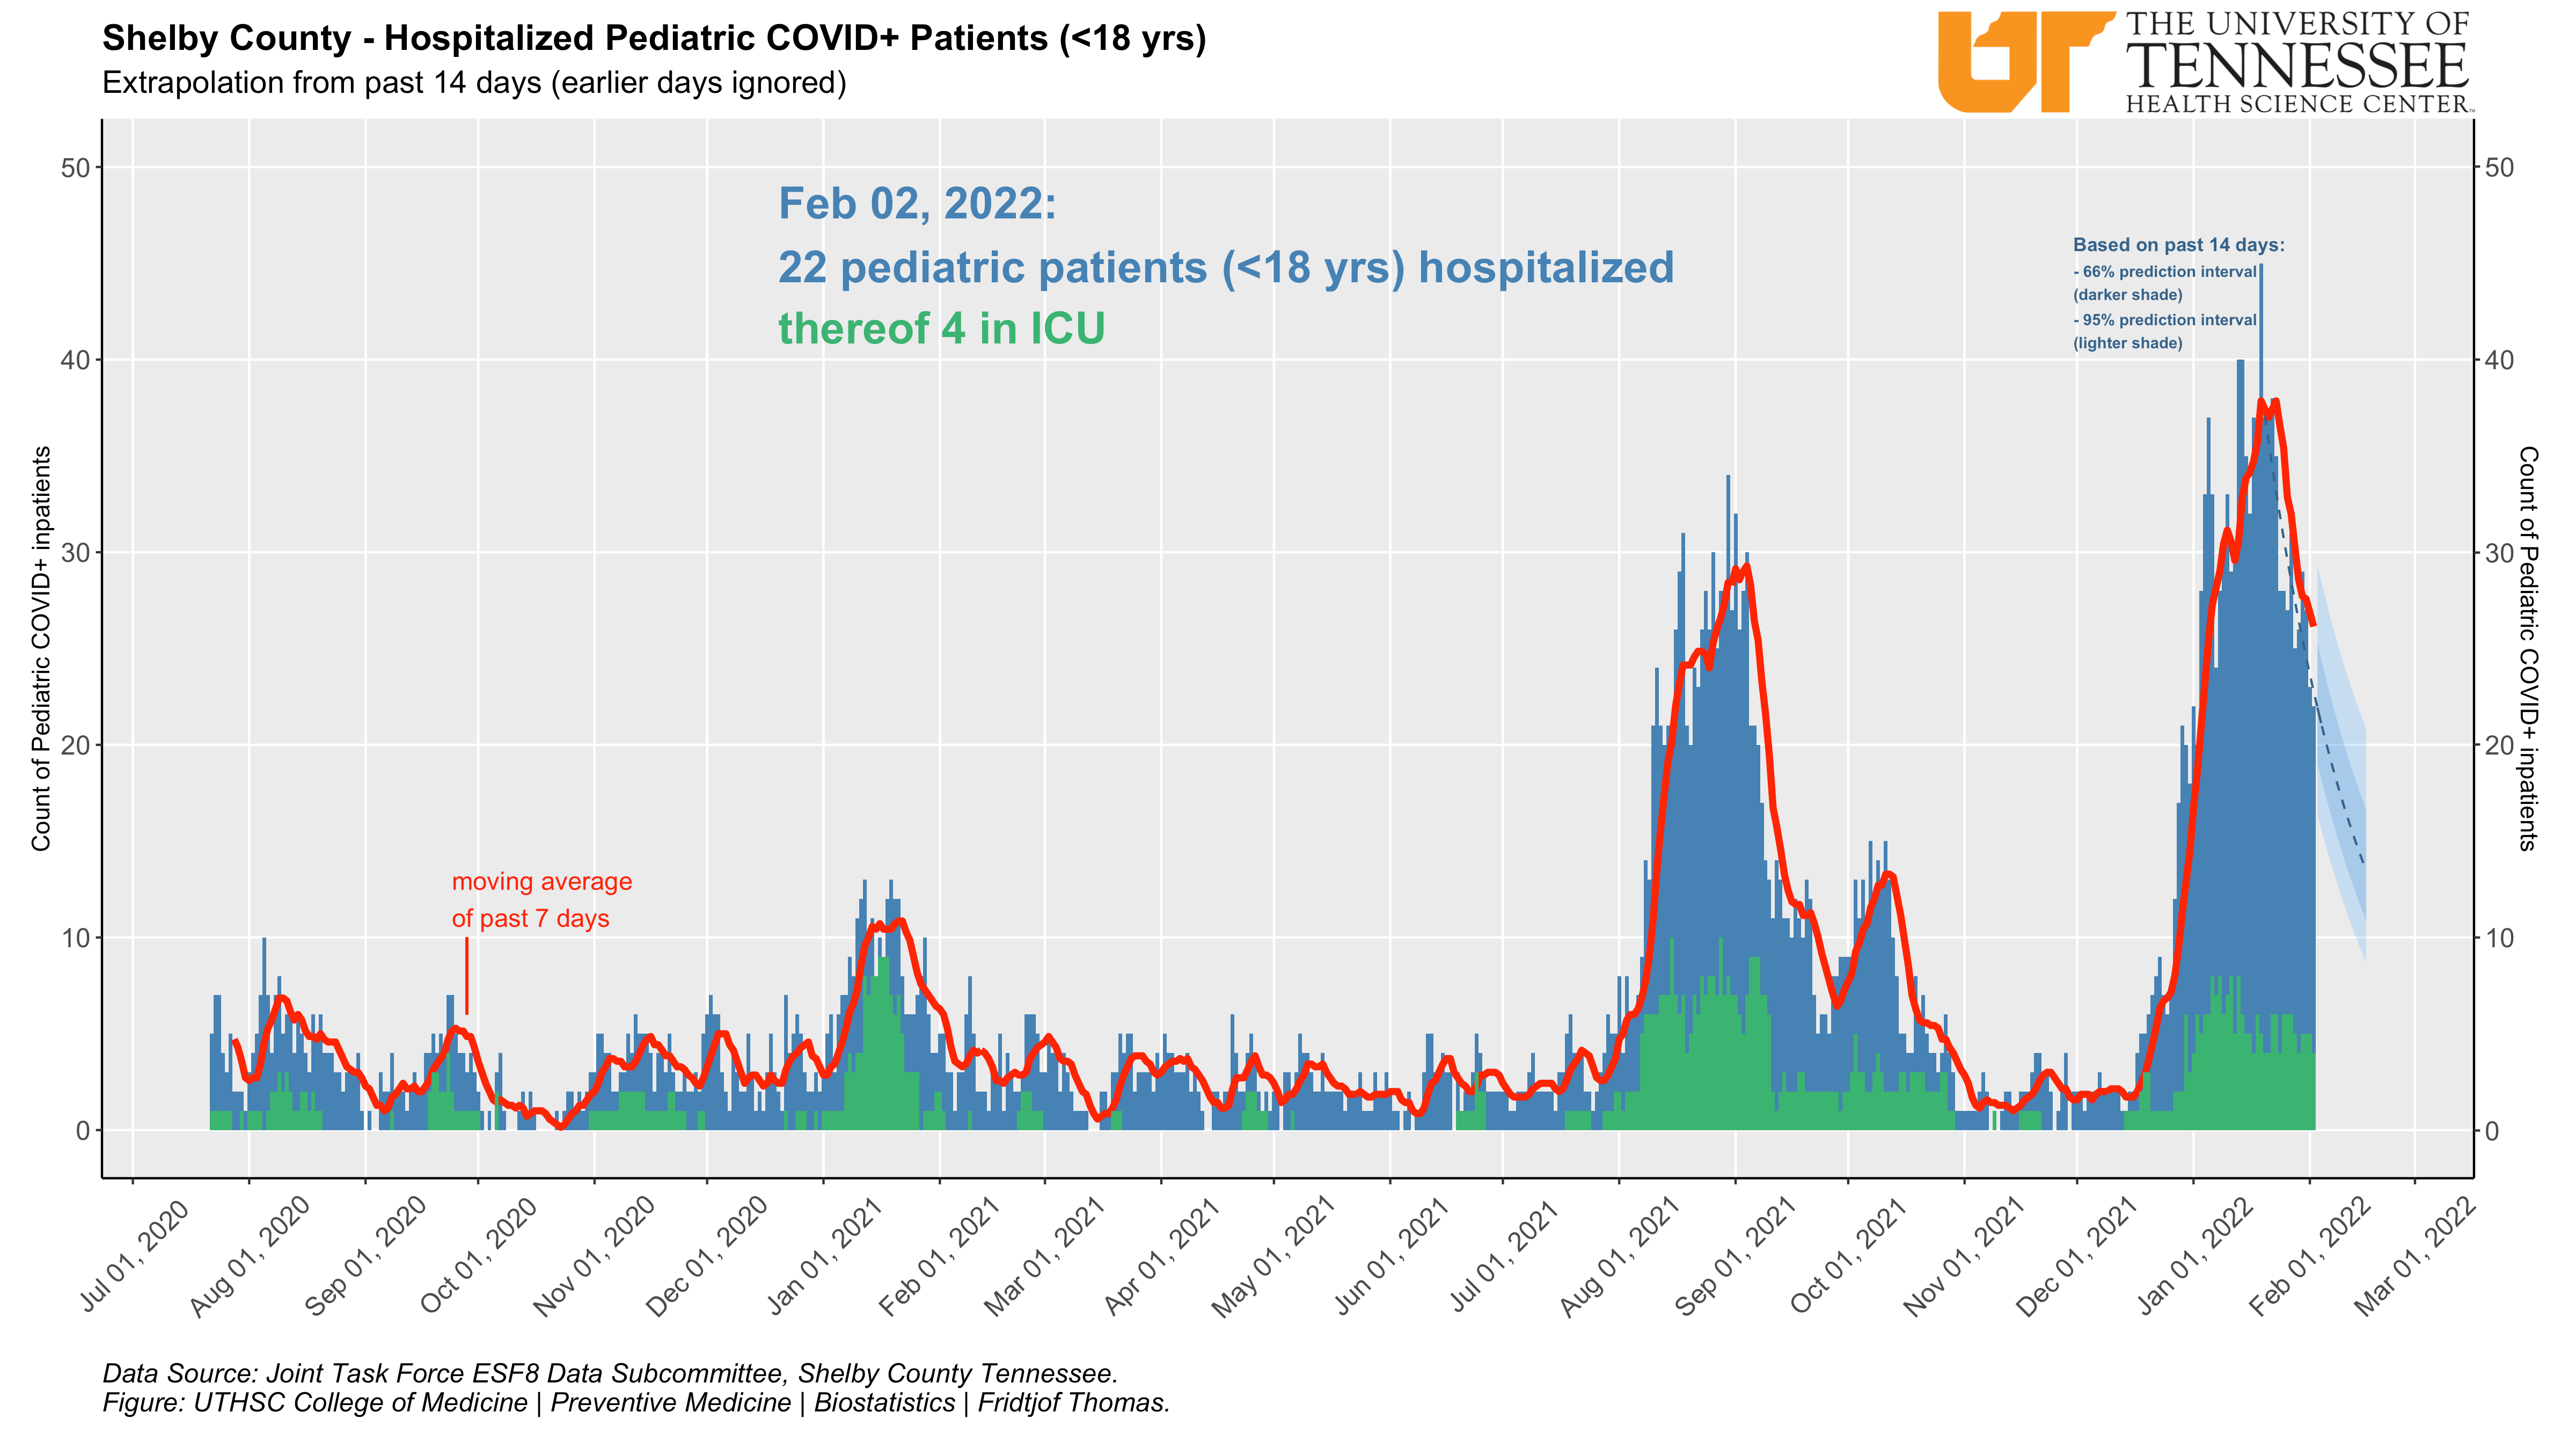 Shelby County - Hospitalized Pediatric COVID+ Patients (<18 yrs)
Extrapolation from past 14 days (earlier days ignored)
UT
THE UNIVERSITY OF
TENNESSEE
HEALTH SCIENCE CENTER™
Feb 02, 2022:
22 pediatric patients (<18 yrs) hospitalized
thereof 4 in ICU
Based on past 14 days:
- 66% prediction interval
(darker shade)
- 95% prediction interval
(lighter shade)
moving average
of past 7 days
Count of Pediatric COVID+ inpatients
50
40
30
20
10
0
50
40
30
20
10
0
Count of Pediatric COVID+ inpatients
Jul 01, 2020
Aug 01, 2020
Sep 01, 2020
Oct 01, 2020
Nov 01, 2020
Dec 01, 2020
Jan 01, 2021
Feb 01, 2021
Mar 01, 2021
Apr 01, 2021
May 01, 2021
Jun 01, 2021
Jul 01, 2021
Aug 01, 2021
Sep 01, 2021
Oct 01, 2021
Nov 01, 2021
Dec 01, 2021
Jan 01, 2022
Feb 01, 2022
Mar 01, 2022
Data Source: Joint Task Force ESF8 Data Subcommittee, Shelby County Tennessee.
Figure: UTHSC College of Medicine | Preventive Medicine | Biostatistics | Fridtjof Thomas.